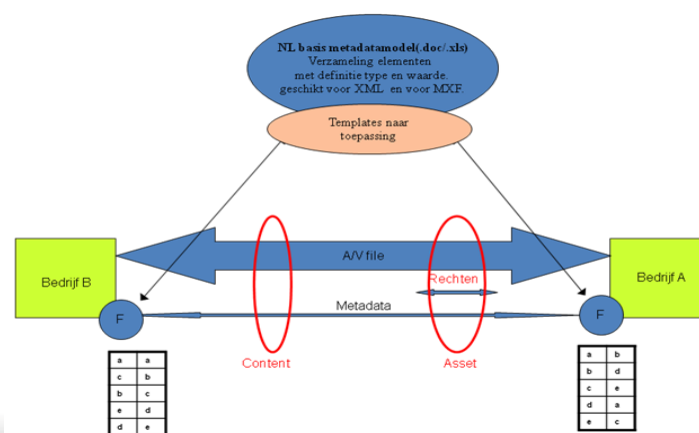 NL basis metadatamodel(.doc/.xls)
Verzameling elementen
met definitie type en waarde.
geschikt voor XML en voor MXF.
Templates naar
toepassing
A/V file
Bedrijf B
Bedrijf A
Rechten
Metadata
F
F
Content
Asset
a a
c b
b c
e d
d e
a b
b d
c e
d a
e c